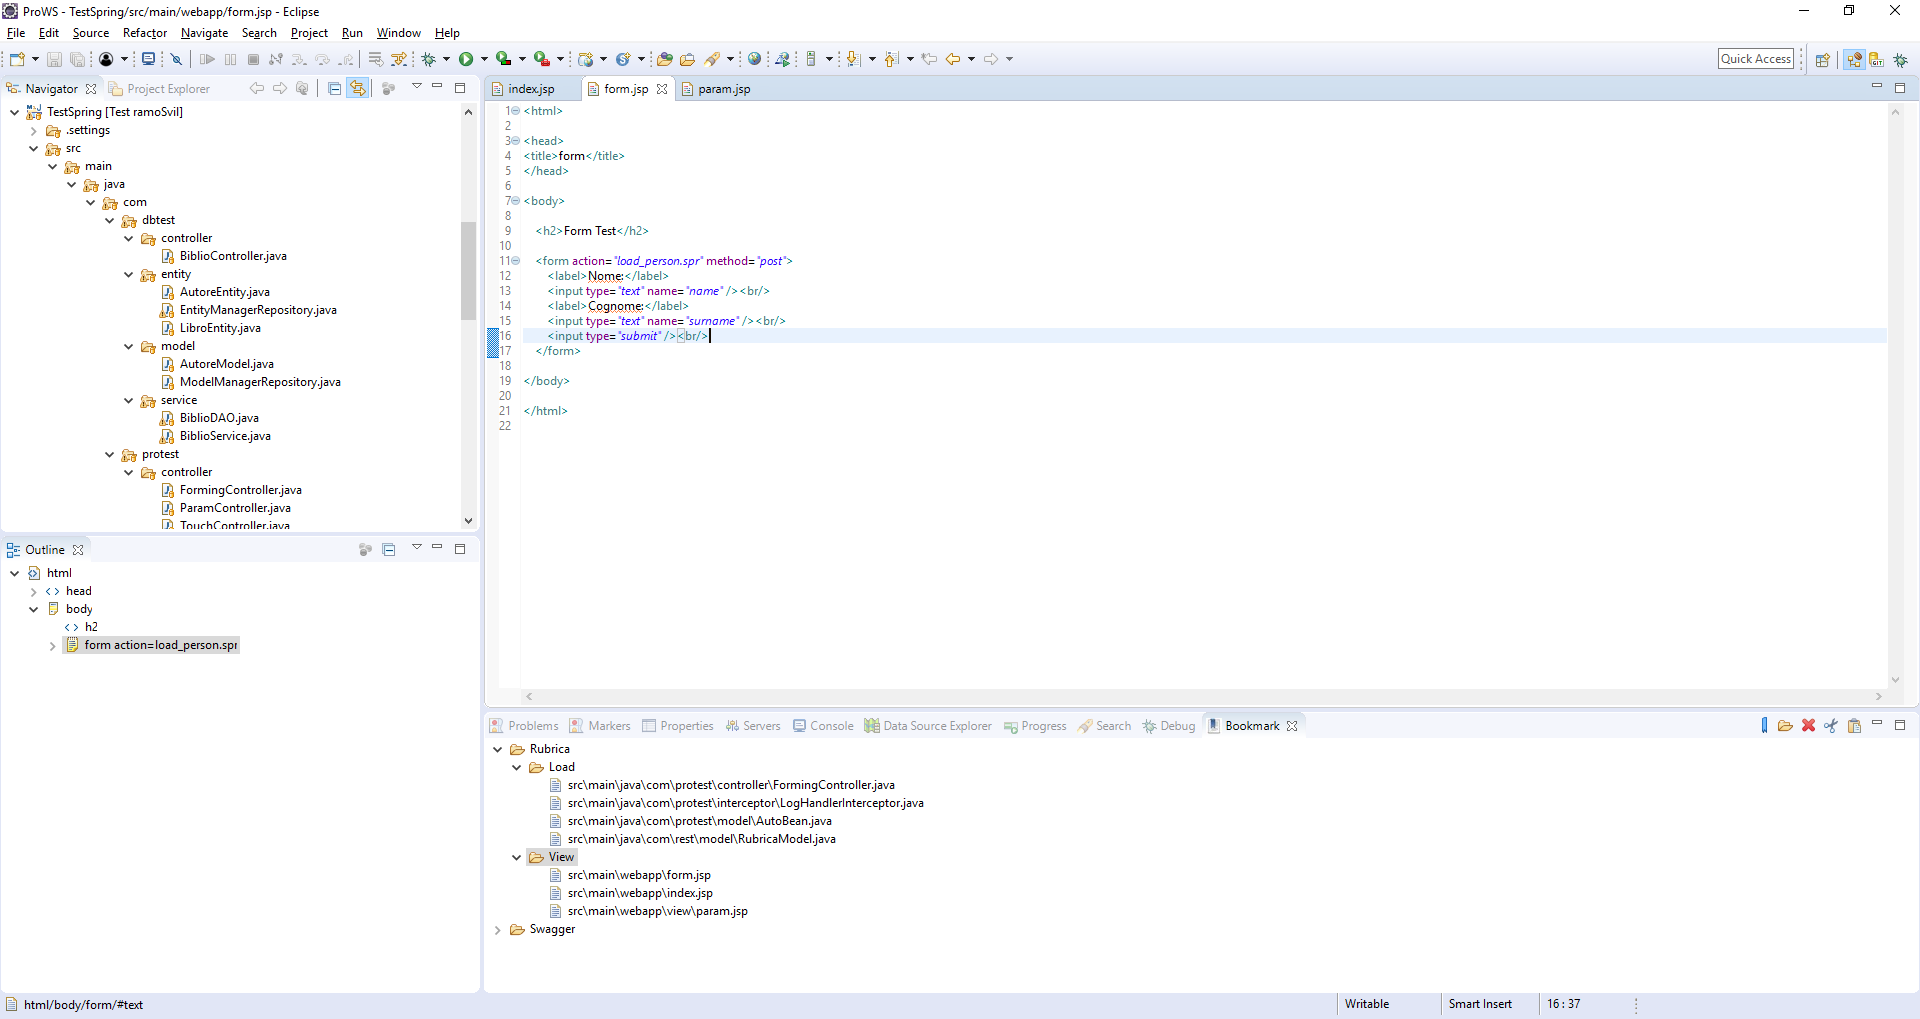 ProWS - TestSpring/src/main/webapp/form.jsp - Eclipse
File Edit Source Refactor Navigate Search Project Run Window Help
Quick Access
Navigator Project Explorer
TestSpring [Test ramoSvil]
.settings
src
main
java
com
dbtest
controller
BiblioController.java
entity
AutoreEntity.java
EntityManagerRepository.java
LibroEntity.java
model
AutoreModel.java
ModelManagerRepository.java
service
BiblioDAO.java
BiblioService.java
protest
controller
FormingController.java
ParamController.java
TouchController.java
Outline
html
head
body
h2
form action=load_person.spr
index.jsp form.jsp param.jsp
1 <html>
2
3 <head>
4 <title>form</title>
5 </head>
6
7 <body>
8
9 <h2>Form Test</h2>
10
11 <form action="load_person.spr" method="post">
12 <label>Nome:</label>
13 <input type="text" name="name" /><br/>
14 <label>Cognome:</label>
15 <input type="text" name="surname" /><br/>
16 <input type="submit" /><br/>
17 </form>
18
19 </body>
20
21 </html>
22
Problems Markers Properties Servers Console Data Source Explorer Progress Search Debug Bookmark
Rubrica
Load
src\main\java\com\protest\controller\FormingController.java
src\main\java\com\protest\interceptor\LogHandlerInterceptor.java
src\main\java\com\protest\model\AutoBean.java
src\main\java\com\rest\model\RubricaModel.java
View
src\main\webapp\form.jsp
src\main\webapp\index.jsp
src\main\webapp\view\param.jsp
Swagger
html/body/form/#text Writable Smart Insert 16 : 37